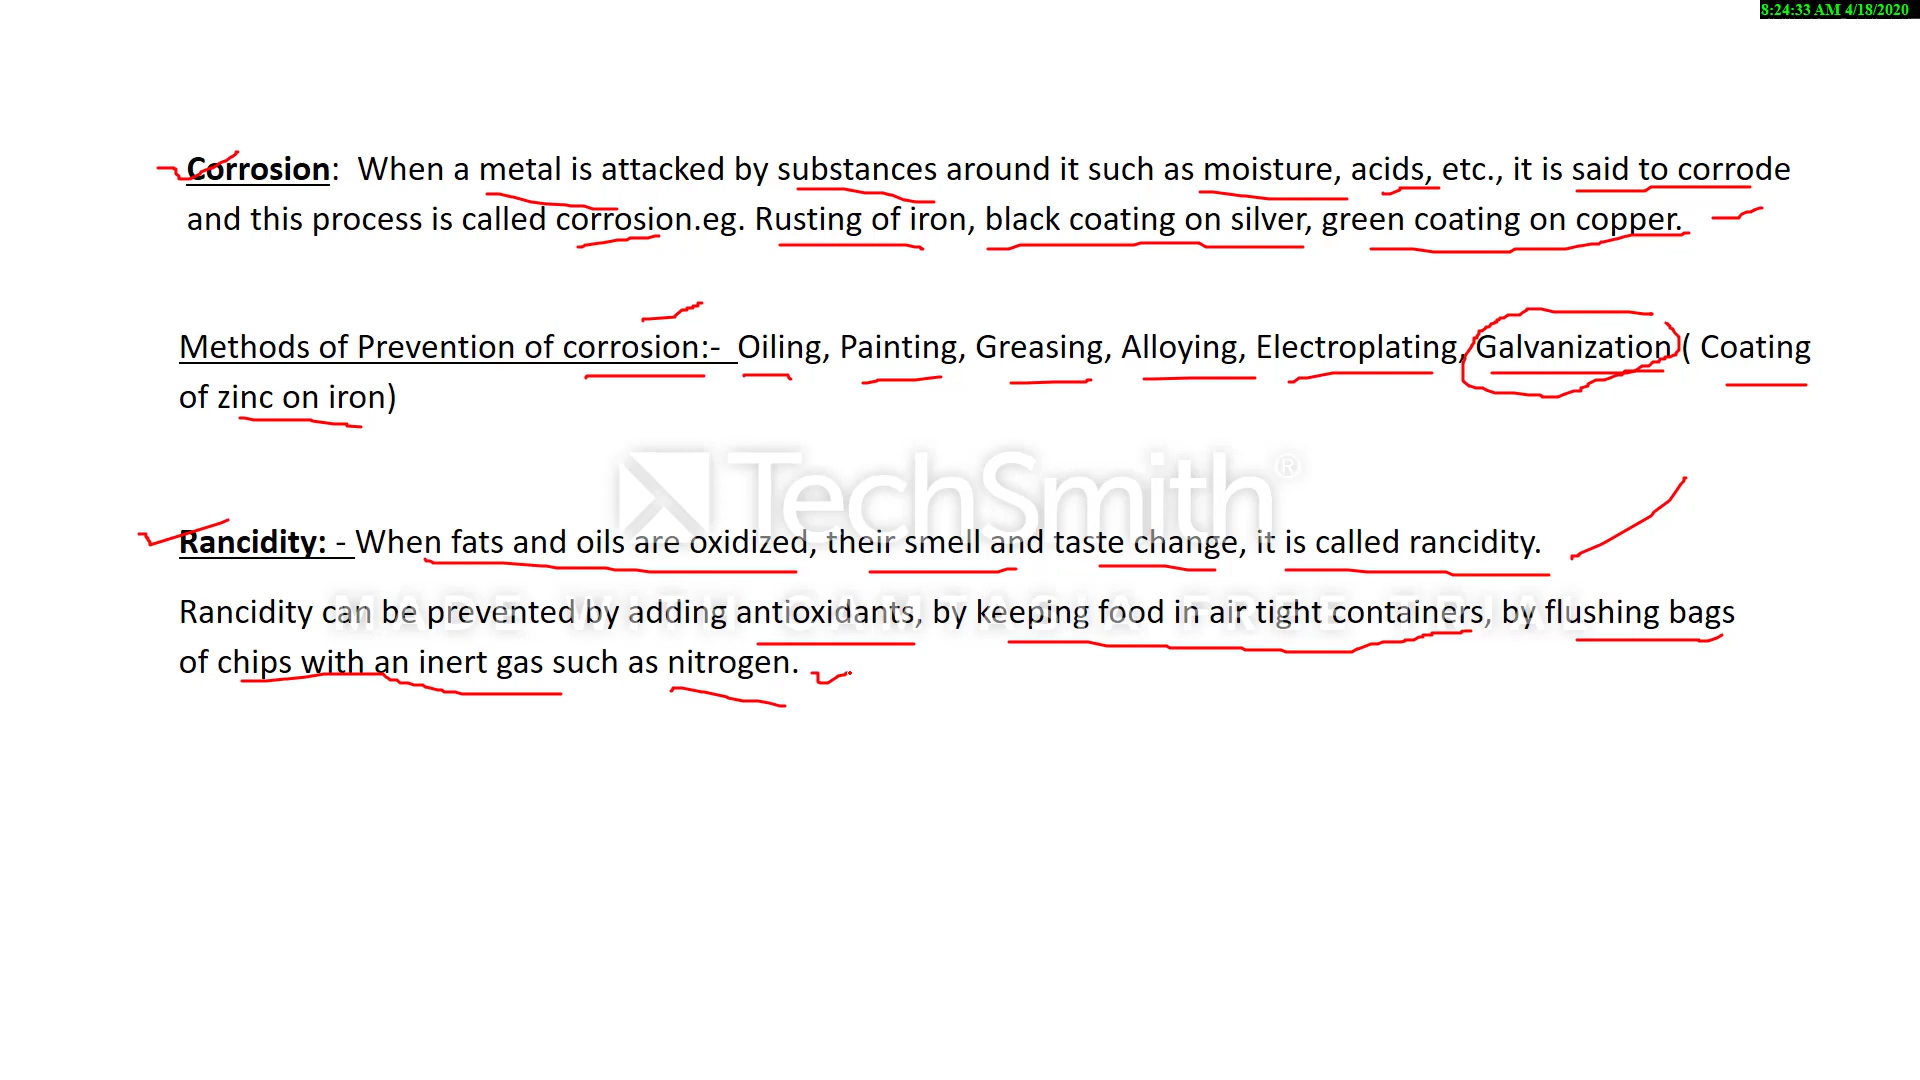 8:24:33 AM 4/18/2020
Corrosion: When a metal is attacked by substances around it such as moisture, acids, etc., it is said to corrode
and this process is called corrosion.eg. Rusting of iron, black coating on silver, green coating on copper.
Methods of Prevention of corrosion:- Oiling, Painting, Greasing, Alloying, Electroplating, Galvanization ( Coating
of zinc on iron)
TechSmith®
Rancidity: - When fats and oils are oxidized, their smell and taste change, it is called rancidity.
MADE WITH CAMTASIA FREE TRIAL
Rancidity can be prevented by adding antioxidants, by keeping food in air tight containers, by flushing bags
of chips with an inert gas such as nitrogen.